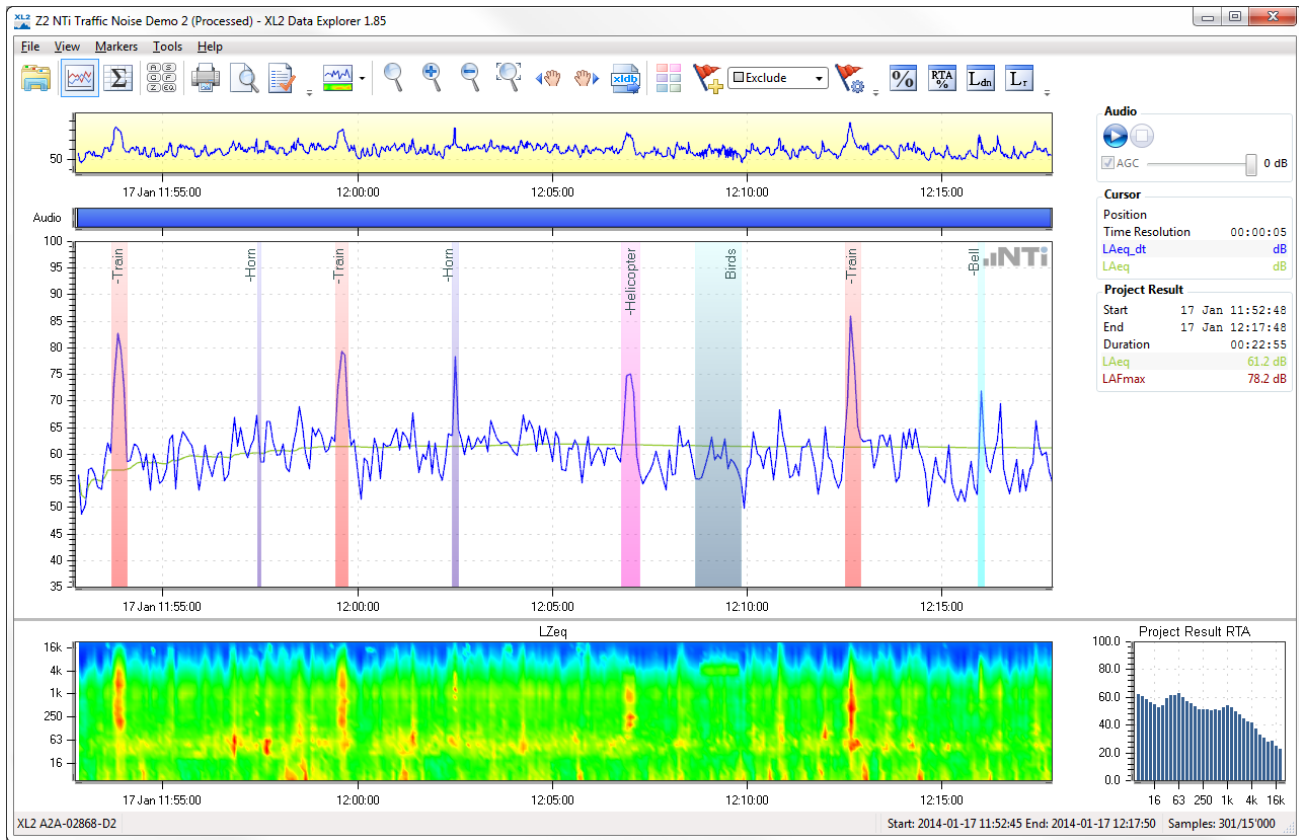 XL2 Z2 NTi Traffic Noise Demo 2 (Processed) - XL2 Data Explorer 1.85
File View Markers Tools Help
A S C F Z EQ xldb Exclude % RTA % Ldn Lr
50
17 Jan 11:55:00 12:00:00 12:05:00 12:10:00 12:15:00
Audio
100
95
90
85
80
75
70
65
60
55
50
45
40
35
-Train
-Horn
-Train
-Horn
-Helicopter
Birds
-Train
-Bell
NTi
17 Jan 11:55:00 12:00:00 12:05:00 12:10:00 12:15:00
Audio
AGC 0 dB
Cursor
Position
Time Resolution 00:00:05
LAeq_dt dB
LAeq dB
Project Result
Start 17 Jan 11:52:48
End 17 Jan 12:17:48
Duration 00:22:55
LAeq 61.2 dB
LAFmax 78.2 dB
LZeq
16k
4k
1k
250
63
16
17 Jan 11:55:00 12:00:00 12:05:00 12:10:00 12:15:00
Project Result RTA
100.0
80.0
60.0
40.0
20.0
0.0
16 63 250 1k 4k 16k
XL2 A2A-02868-D2 Start: 2014-01-17 11:52:45 End: 2014-01-17 12:17:50 Samples: 301/15'000